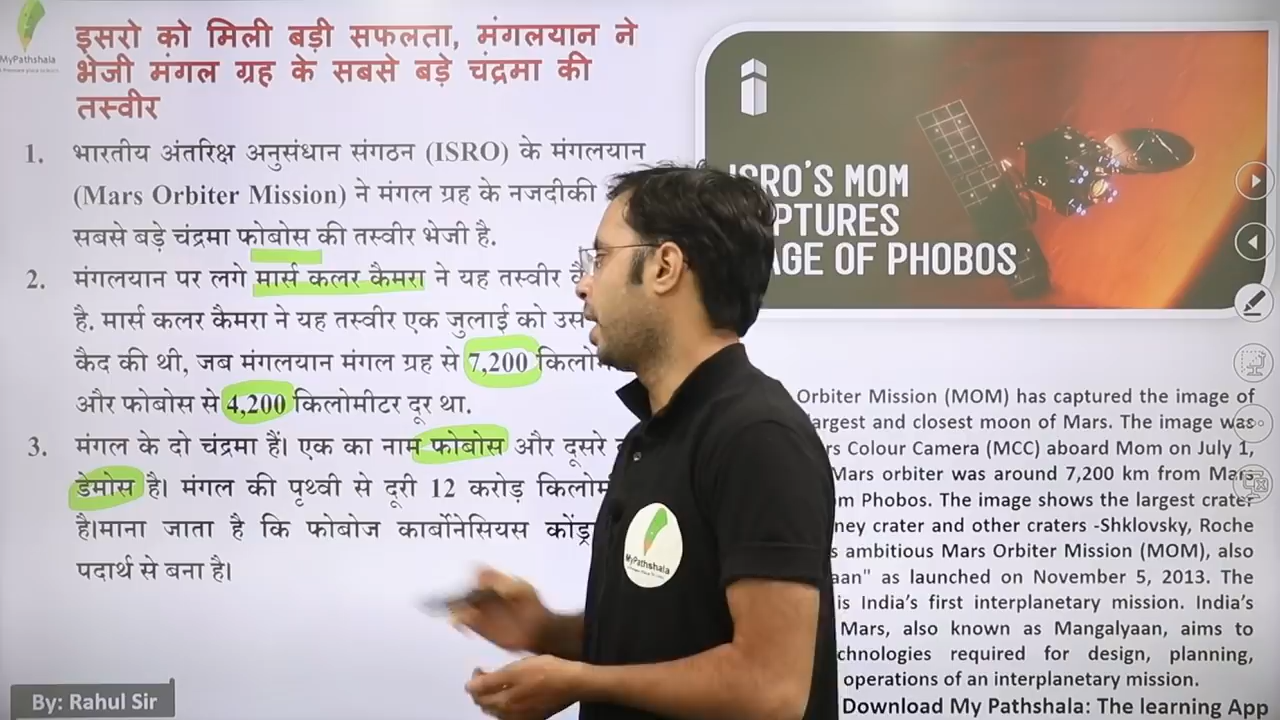 MyPathshala
इसरो को मिली बड़ी सफलता, मंगलयान ने
भेजी मंगल ग्रह के सबसे बड़े चंद्रमा की
तस्वीर
1. भारतीय अंतरिक्ष अनुसंधान संगठन (ISRO) के मंगलयान
(Mars Orbiter Mission) ने मंगल ग्रह के नजदीकी
सबसे बड़े चंद्रमा फोबोस की तस्वीर भेजी है.
2. मंगलयान पर लगे मार्स कलर कैमरा ने यह तस्वीर
है. मार्स कलर कैमरा ने यह तस्वीर एक जुलाई को
कैद की थी, जब मंगलयान मंगल ग्रह से 7,200
और फोबोस से 4,200 किलोमीटर दूर था.
3. मंगल के दो चंद्रमा हैं। एक का नाम फोबोस और दूसरे
डेमोस है। मंगल की पृथ्वी से दूरी 12 करोड़
है।माना जाता है कि फोबोज कार्बोनेसियस
पदार्थ से बना है।
By: Rahul Sir
ISRO'S MOM
CAPTURES
IMAGE OF PHOBOS
Orbiter Mission (MOM) has captured the image of
largest and closest moon of Mars. The image was
Colour Camera (MCC) aboard Mom on July 1,
Mars orbiter was around 7,200 km from Mars
Phobos. The image shows the largest crater
crater and other craters -Shklovsky, Roche
ambitious Mars Orbiter Mission (MOM), also
as launched on November 5, 2013. The
is India's first interplanetary mission. India's
Mars, also known as Mangalyaan, aims to
required for design, planning,
operations of an interplanetary mission.
Download My Pathshala: The learning App
MyPathshala